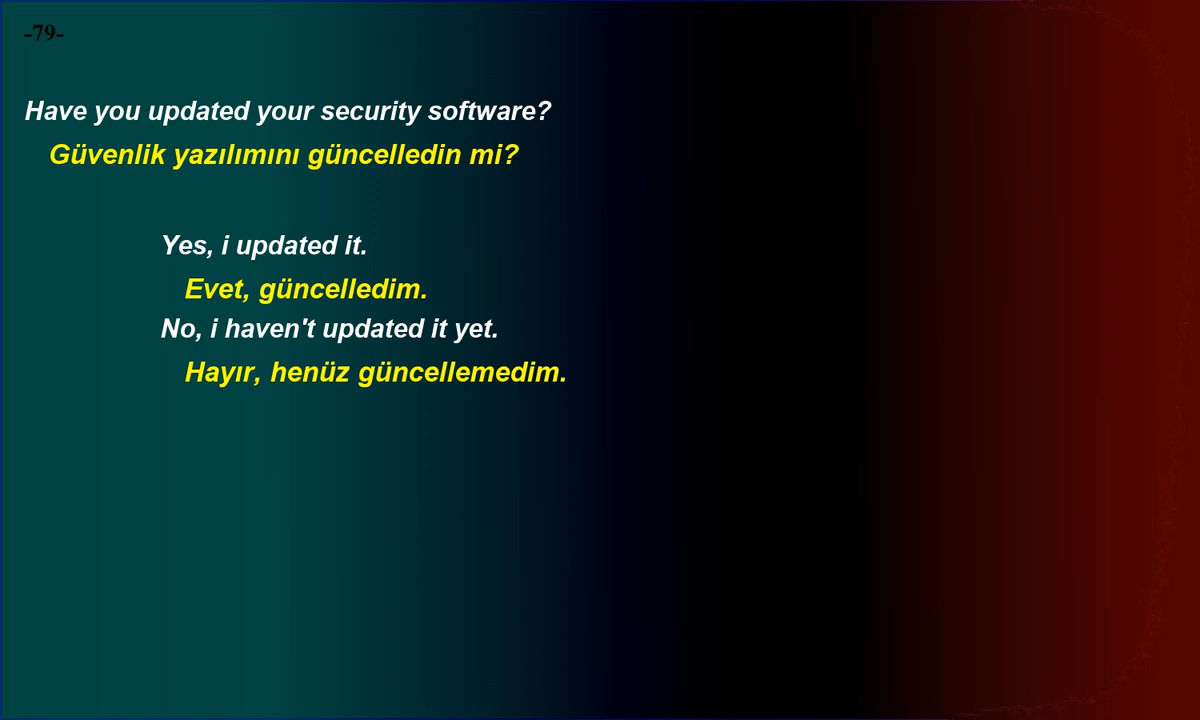 -79-
Have you updated your security software?
Güvenlik yazılımını güncelledin mi?
Yes, i updated it.
Evet, güncelledim.
No, i haven't updated it yet.
Hayır, henüz güncellemedim.